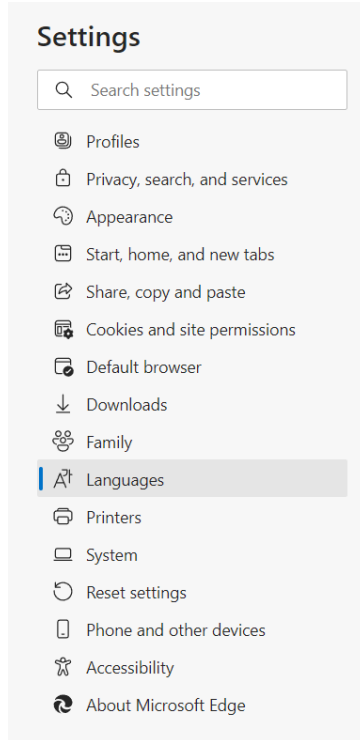 Settings
Search settings
Profiles
Privacy, search, and services
Appearance
Start, home, and new tabs
Share, copy and paste
Cookies and site permissions
Default browser
Downloads
Family
Languages
Printers
System
Reset settings
Phone and other devices
Accessibility
About Microsoft Edge